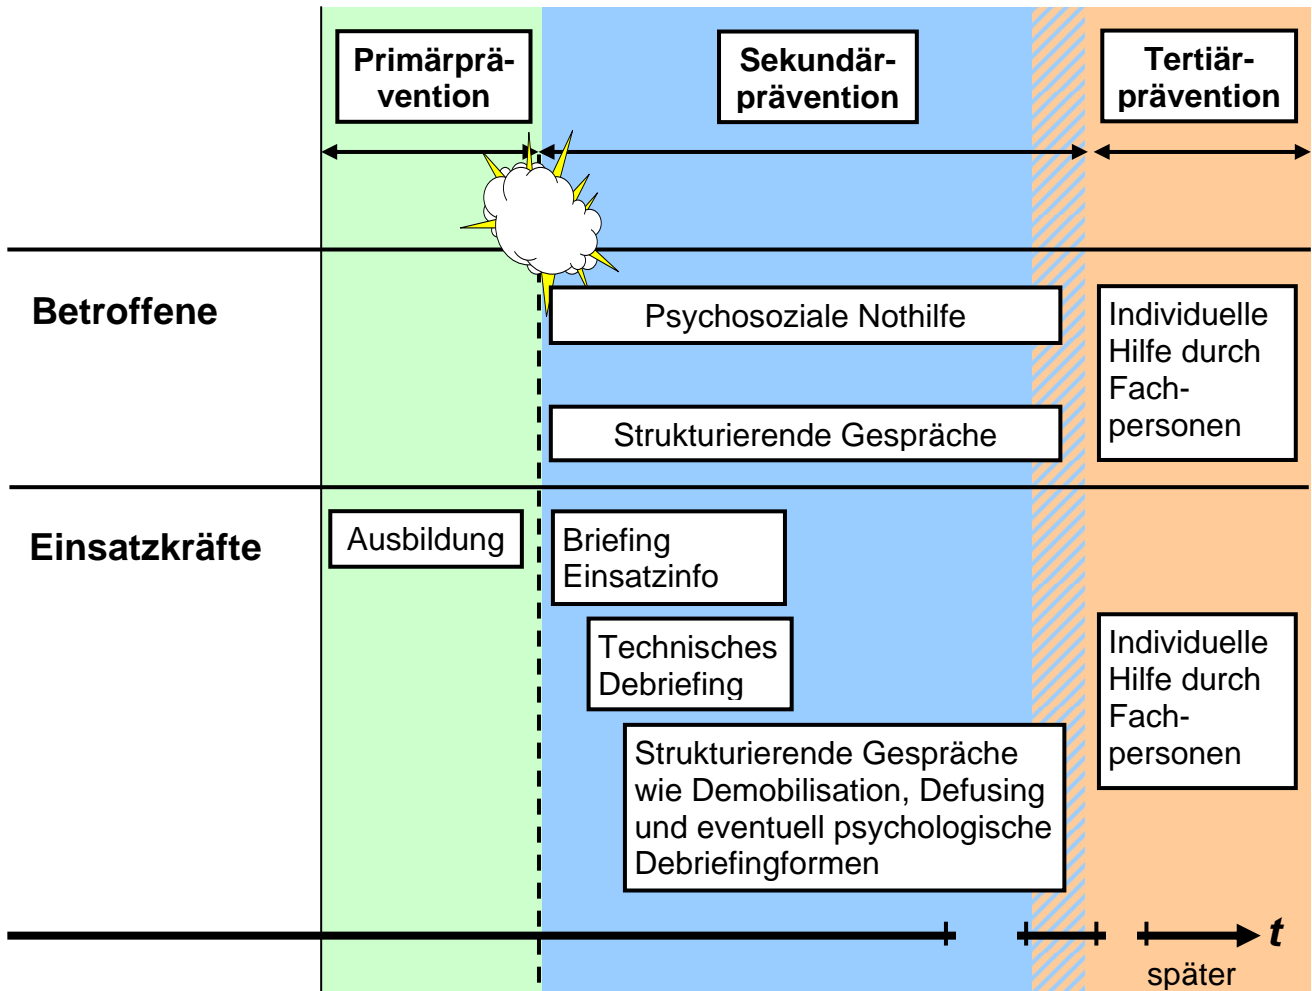 Primärprä-
vention
Sekundär-
prävention
Tertiär-
prävention
Betroffene
Psychosoziale Nothilfe
Strukturierende Gespräche
Individuelle
Hilfe durch
Fach-
personen
Einsatzkräfte
Ausbildung
Briefing
Einsatzinfo
Technisches
Debriefing
Strukturierende Gespräche
wie Demobilisation, Defusing
und eventuell psychologische
Debriefingformen
Individuelle
Hilfe durch
Fach-
personen
t
später